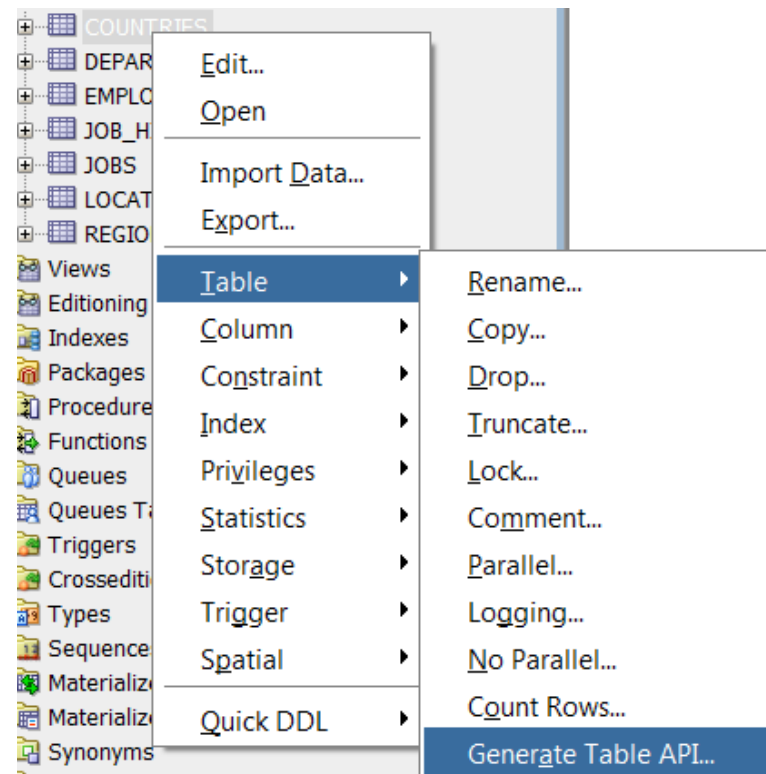 COUNTRIES
DEPAR
EMPLO
JOB_H
JOBS
LOCAT
REGIO
Views
Editioning
Indexes
Packages
Procedure
Functions
Queues
Queues Ta
Triggers
Crossediti
Types
Sequence
Materialize
Materialize
Synonyms
Edit...
Open
Import Data...
Export...
Table
Column
Constraint
Index
Privileges
Statistics
Storage
Trigger
Spatial
Quick DDL
Rename...
Copy...
Drop...
Truncate...
Lock...
Comment...
Parallel...
Logging...
No Parallel...
Count Rows...
Generate Table API...